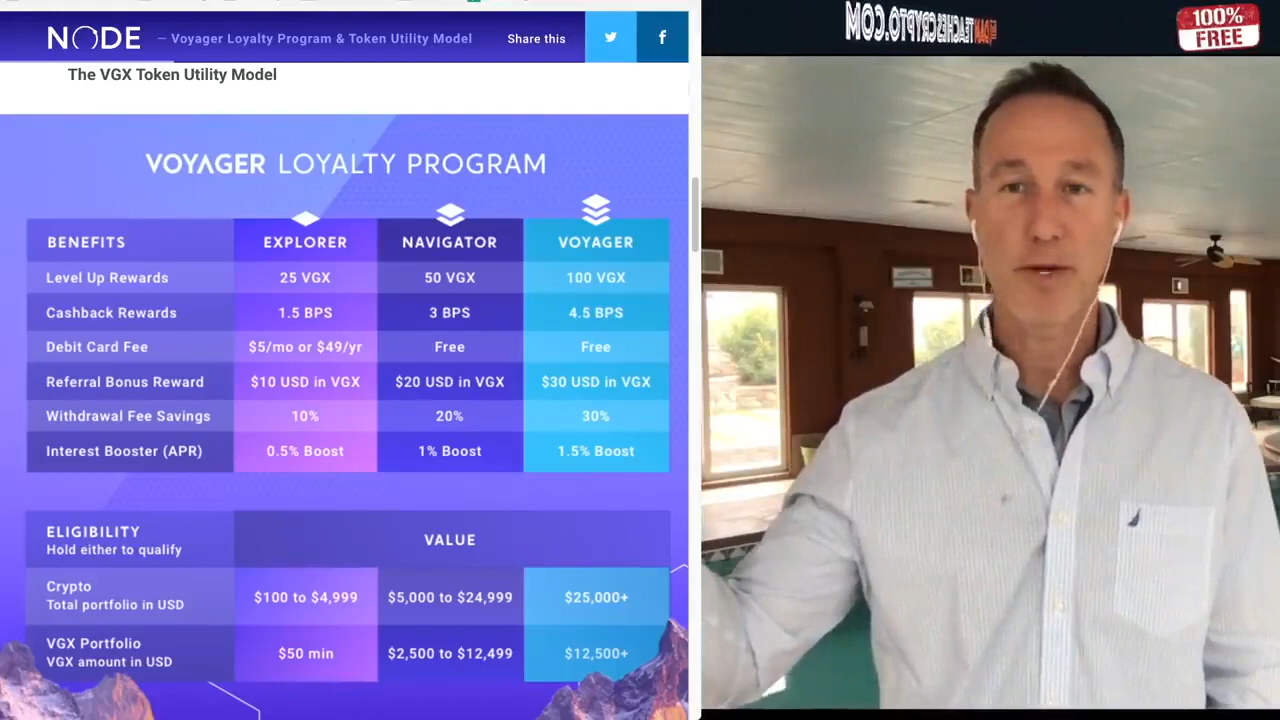 NODE
– Voyager Loyalty Program & Token Utility Model
Share this
f
The VGX Token Utility Model
VOYAGER LOYALTY PROGRAM
BENEFITS EXPLORER NAVIGATOR VOYAGER
Level Up Rewards 25 VGX 50 VGX 100 VGX
Cashback Rewards 1.5 BPS 3 BPS 4.5 BPS
Debit Card Fee $5/mo or $49/yr Free Free
Referral Bonus Reward $10 USD in VGX $20 USD in VGX $30 USD in VGX
Withdrawal Fee Savings 10% 20% 30%
Interest Booster (APR) 0.5% Boost 1% Boost 1.5% Boost
ELIGIBILITY
Hold either to qualify
VALUE
Crypto
Total portfolio in USD
$100 to $4,999 $5,000 to $24,999 $25,000+
VGX Portfolio
VGX amount in USD
$50 min $2,500 to $12,499 $12,500+
DANTEACHESCRYPTO.COM
100%
FREE